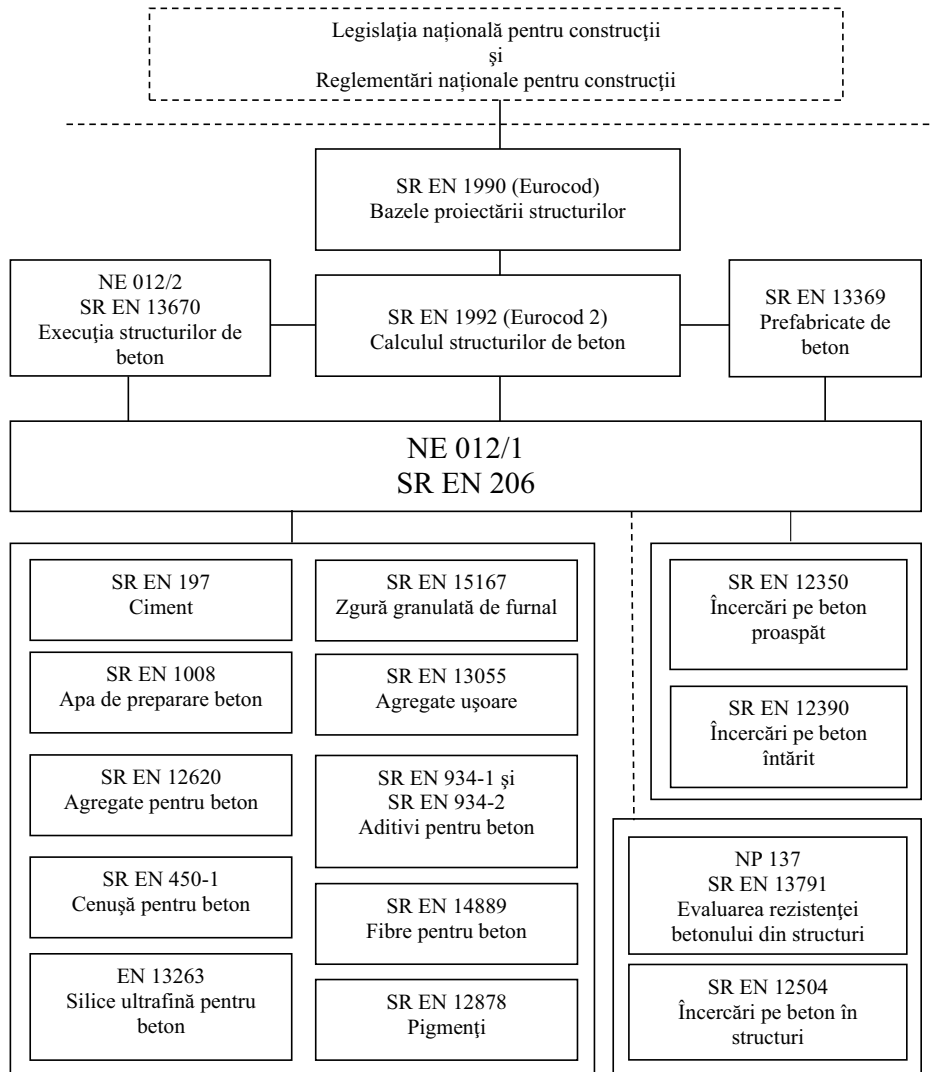 Legislaţia națională pentru construcţii
şi
Reglementări naționale pentru construcţii
SR EN 1990 (Eurocod)
Bazele proiectării structurilor
NE 012/2
SR EN 13670
Execuţia structurilor de
beton
SR EN 1992 (Eurocod 2)
Calculul structurilor de beton
SR EN 13369
Prefabricate de
beton
NE 012/1
SR EN 206
SR EN 197
Ciment
SR EN 1008
Apa de preparare beton
SR EN 12620
Agregate pentru beton
SR EN 450-1
Cenuşă pentru beton
EN 13263
Silice ultrafină pentru
beton
SR EN 15167
Zgură granulată de furnal
SR EN 13055
Agregate uşoare
SR EN 934-1 şi
SR EN 934-2
Aditivi pentru beton
SR EN 14889
Fibre pentru beton
SR EN 12878
Pigmenţi
SR EN 12350
Încercări pe beton
proaspăt
SR EN 12390
Încercări pe beton
întărit
NP 137
SR EN 13791
Evaluarea rezistenţei
betonului din structuri
SR EN 12504
Încercări pe beton în
structuri